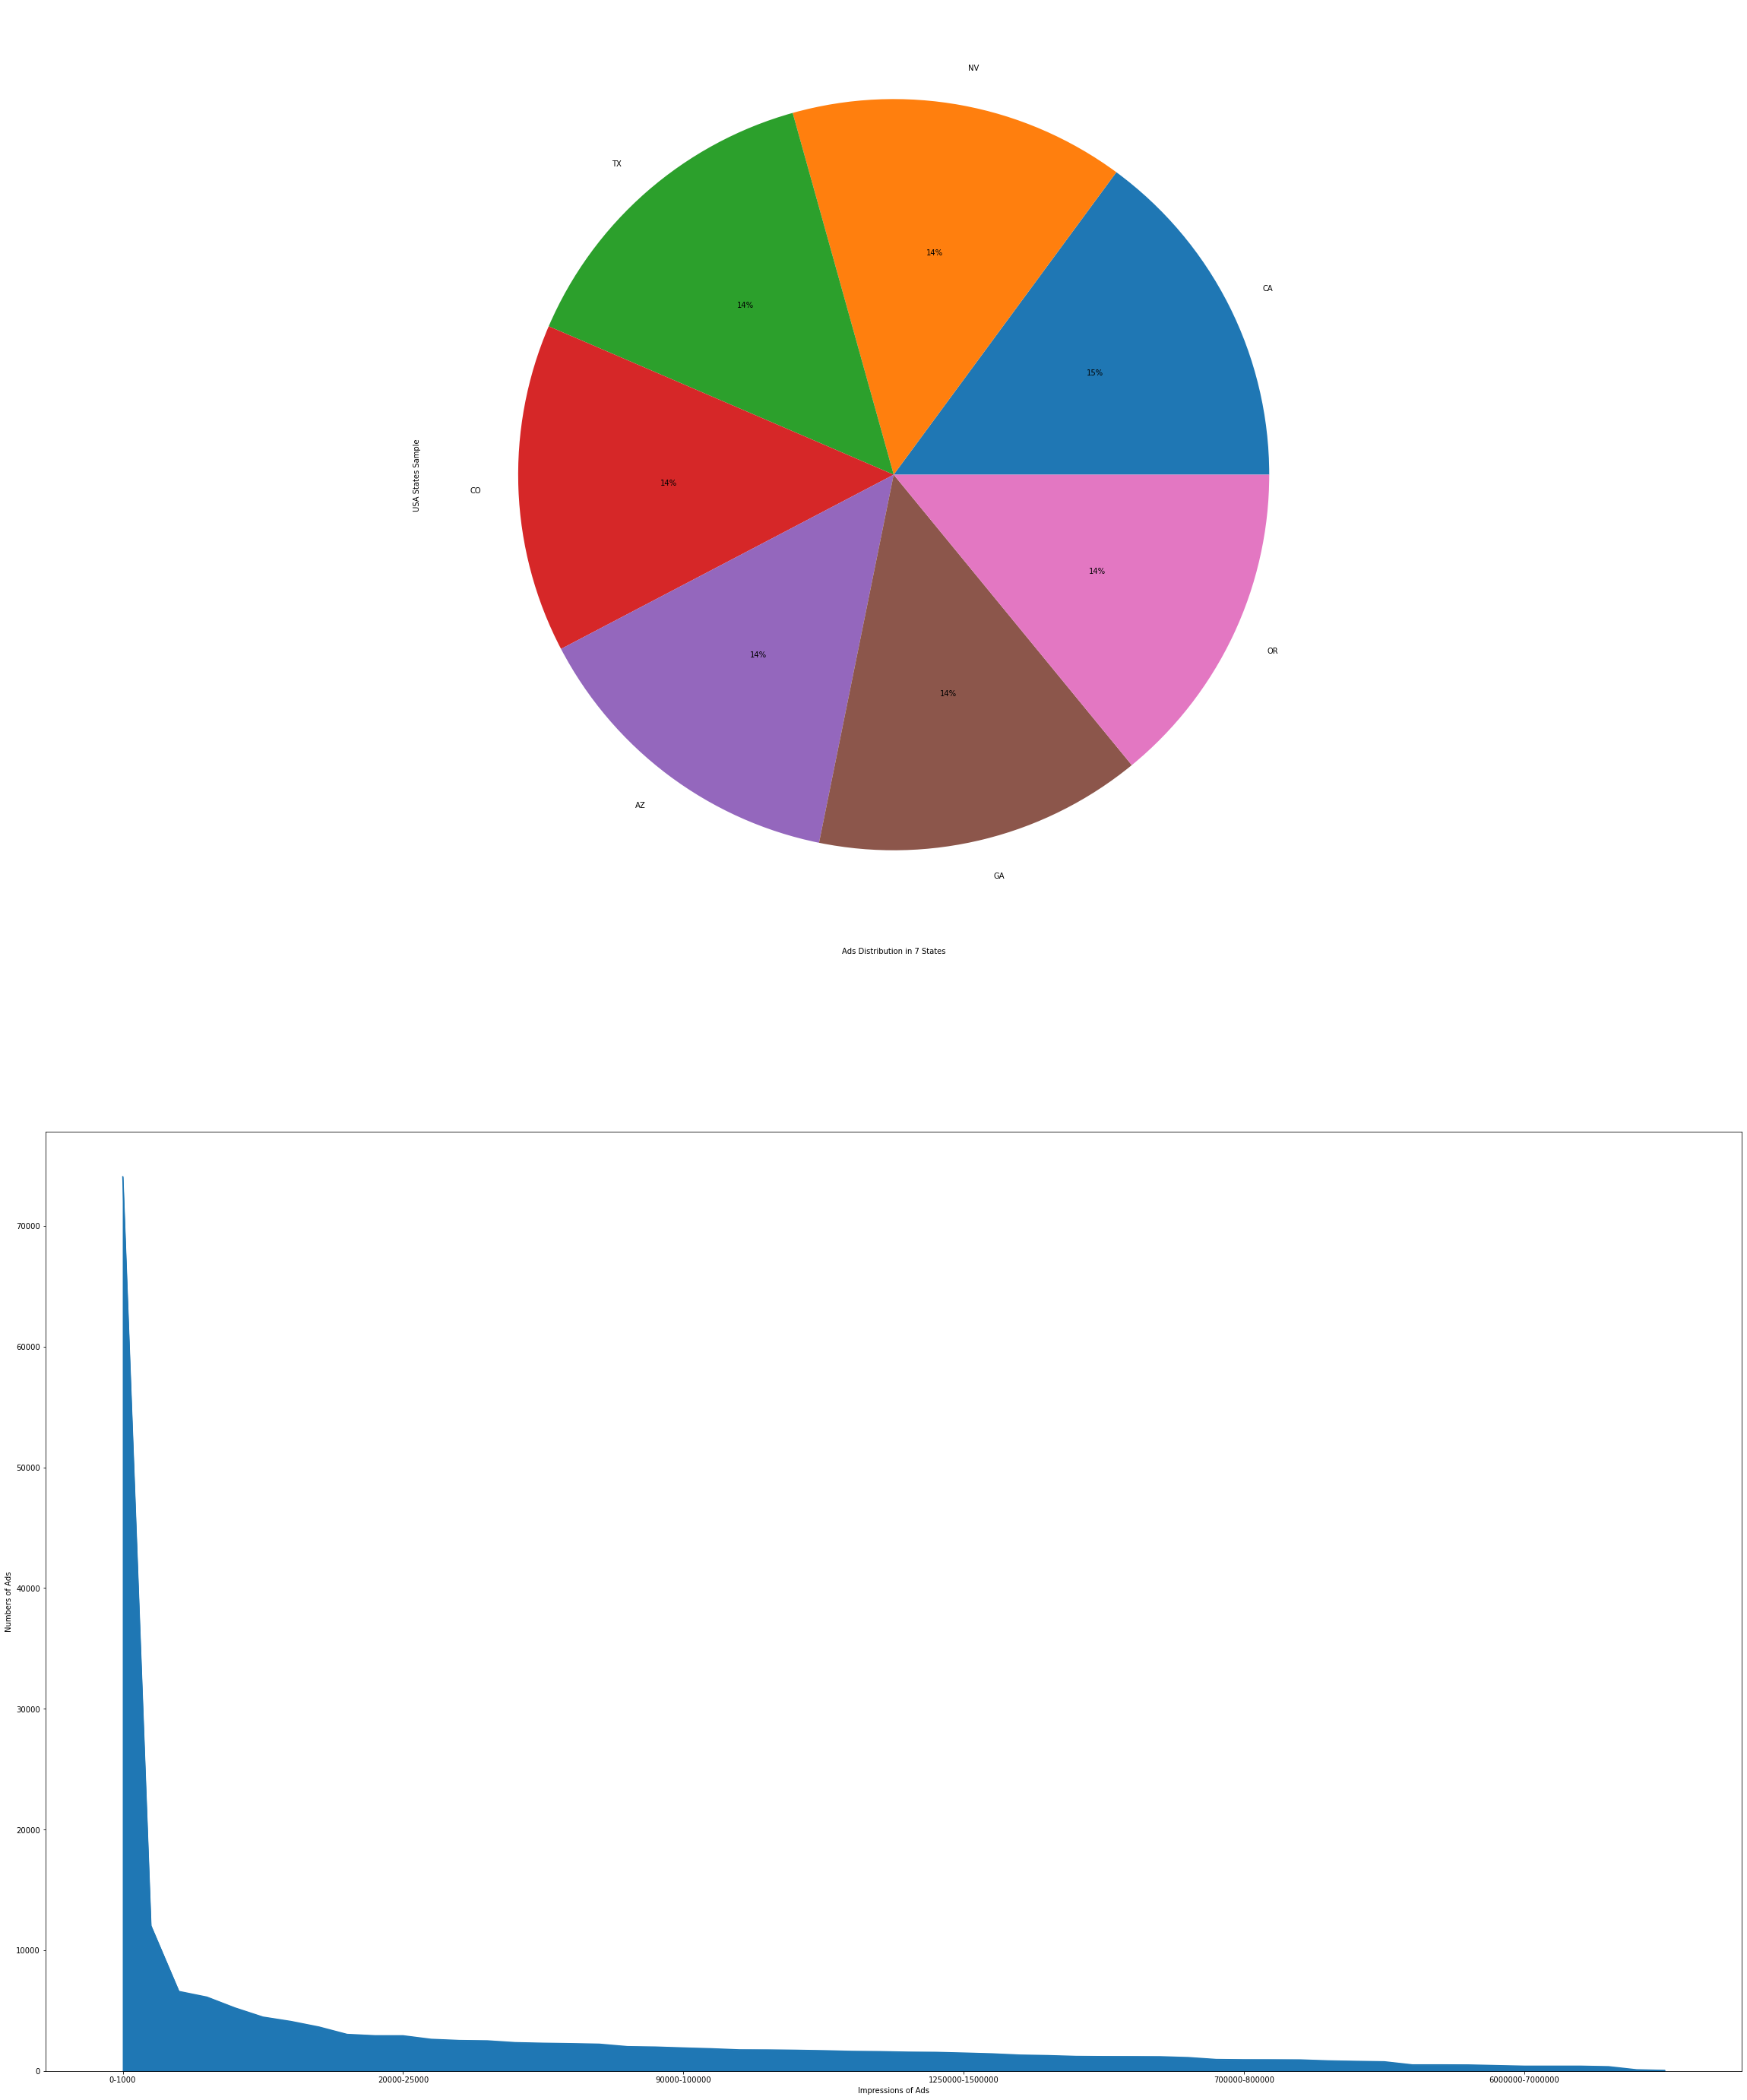 NV
TX
14%
CA
14%
15%
USA States Sample
CO
14%
14%
OR
14%
14%
AZ
GA
Ads Distribution in 7 States
70000
60000
50000
40000
Numbers of Ads
30000
20000
10000
0
0-1000 20000-25000 90000-100000 1250000-1500000 700000-800000 6000000-7000000
Impressions of Ads